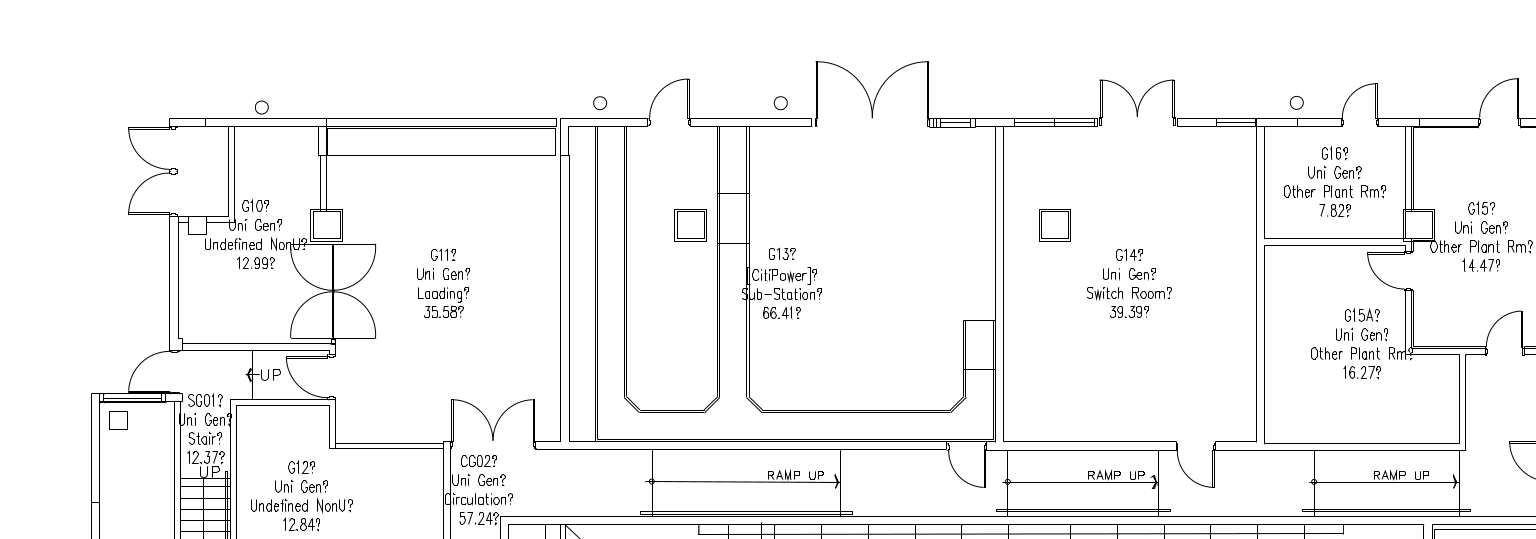 G10?
Uni Gen?
Undefined NonU?
12.99?
G11?
Uni Gen?
Loading?
35.58?
G13?
[CitiPower]?
Sub-Station?
66.41?
G14?
Uni Gen?
Switch Room?
39.39?
G16?
Uni Gen?
Other Plant Rm?
7.82?
G15?
Uni Gen?
Other Plant Rm?
14.47?
G15A?
Uni Gen?
Other Plant Rm?
16.27?
UP
SG01?
Uni Gen?
Stair?
12.37?
UP
G12?
Uni Gen?
Undefined NonU?
12.84?
CG02?
Uni Gen?
Circulation?
57.24?
RAMP UP
RAMP UP
RAMP UP